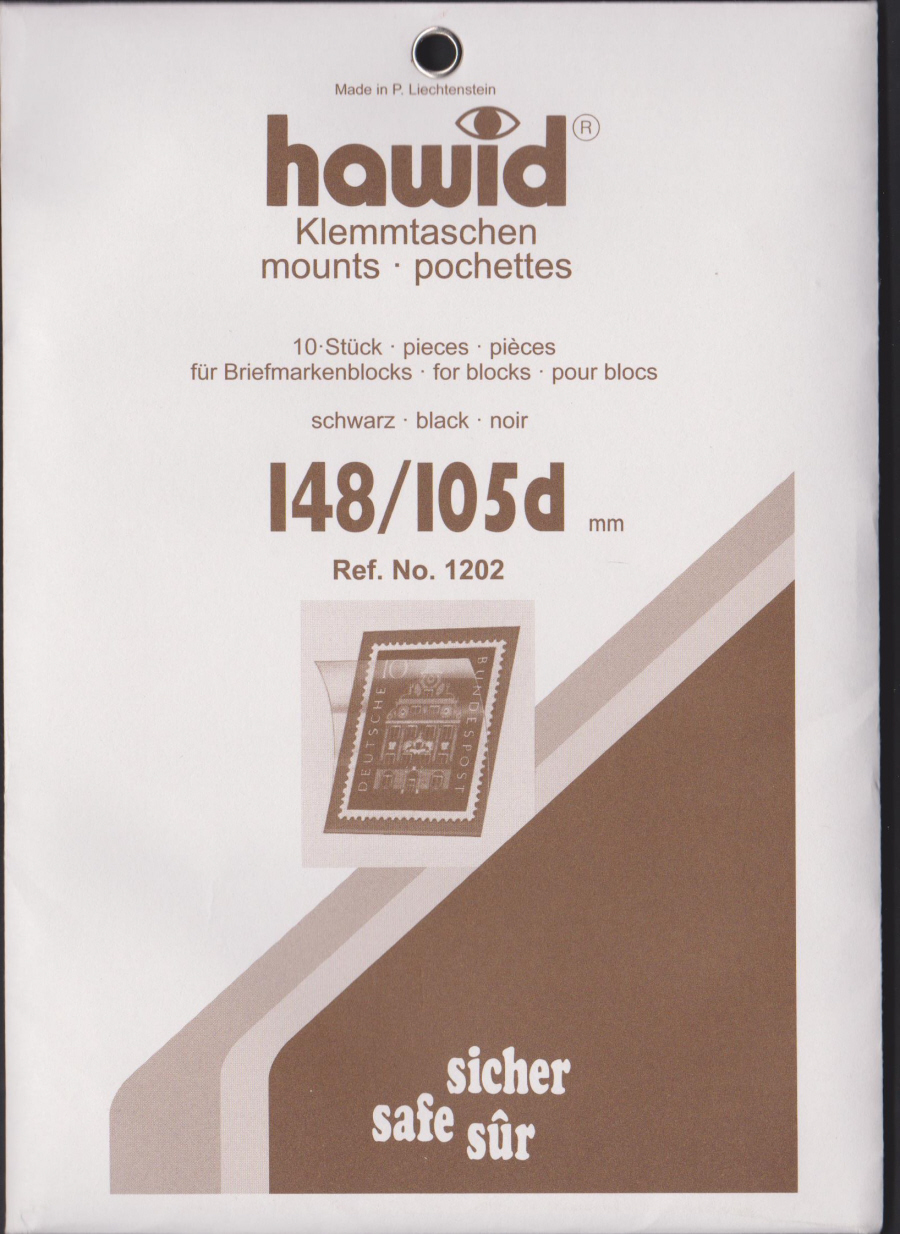 Made in P. Liechtenstein
hawid ®
Klemmtaschen
mounts · pochettes
10·Stück · pieces · pièces
für Briefmarkenblocks · for blocks · pour blocs
schwarz · black · noir
148/105d mm
Ref. No. 1202
10
DEUTSCHE
BUNDESPOST
sicher
safe
sûr